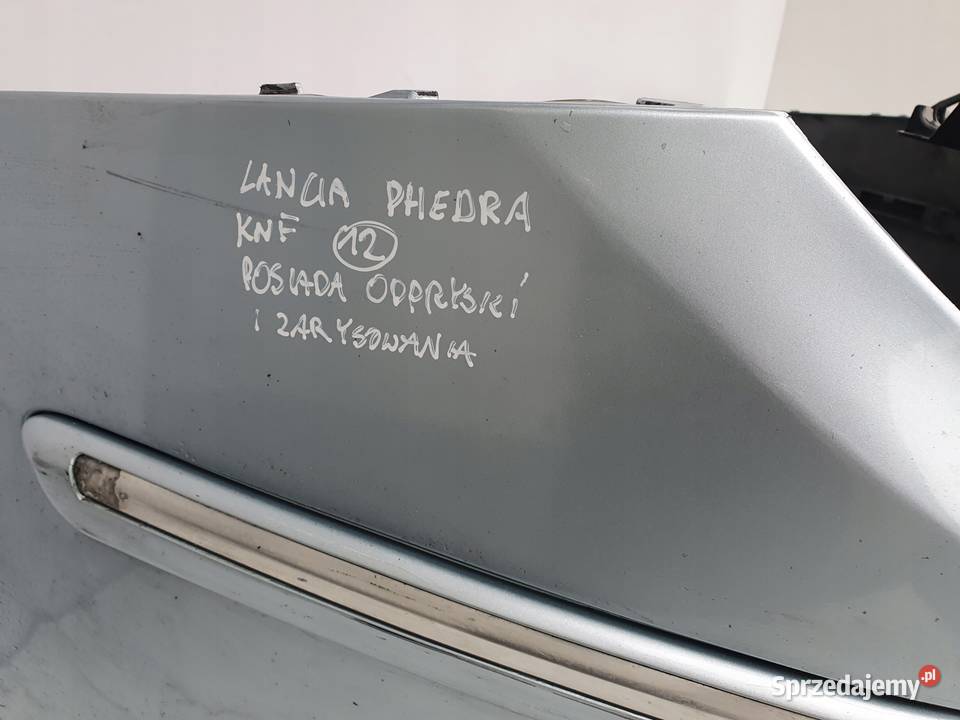 LANCIA PHEDRA
KNF 12
POSIADA ODPRYSKI
i ZARYSOWANIA
Sprzedajemy.pl